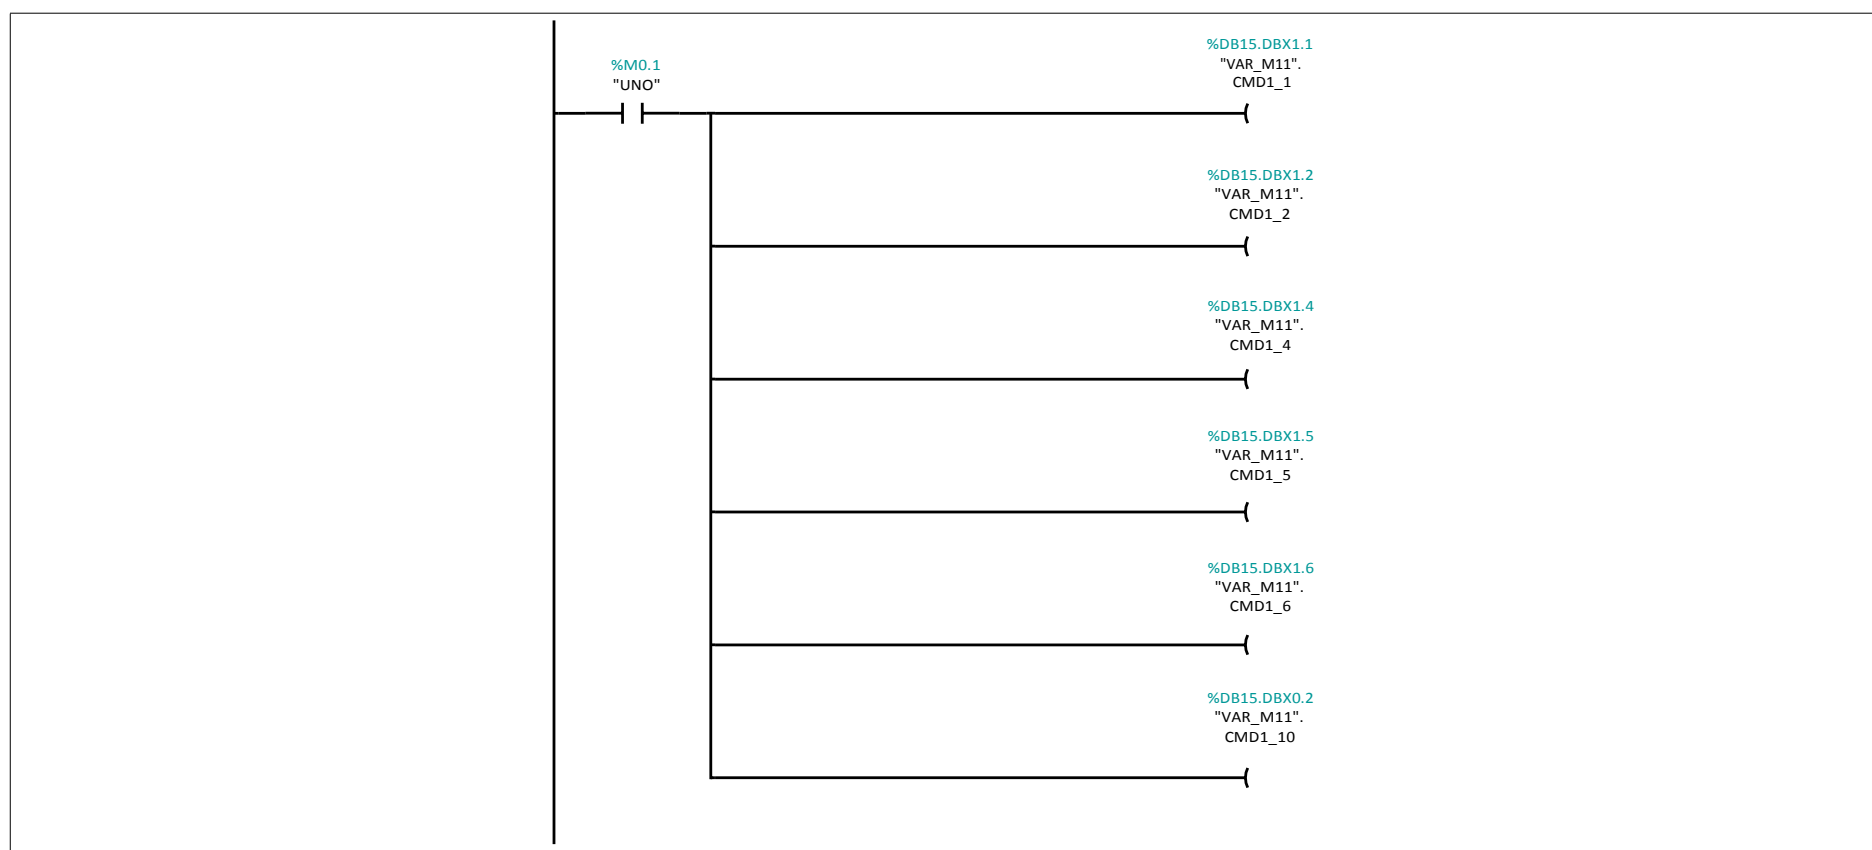 %DB15.DBX1.1
"VAR_M11".
CMD1_1
%M0.1
"UNO"
%DB15.DBX1.2
"VAR_M11".
CMD1_2
%DB15.DBX1.4
"VAR_M11".
CMD1_4
%DB15.DBX1.5
"VAR_M11".
CMD1_5
%DB15.DBX1.6
"VAR_M11".
CMD1_6
%DB15.DBX0.2
"VAR_M11".
CMD1_10